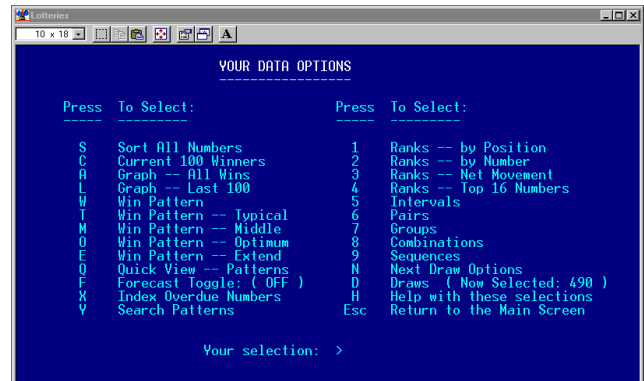 Lotteries
10 x 18
A
YOUR DATA OPTIONS
-----------------
Press To Select: Press To Select:
----- --------- ----- ---------
S Sort All Numbers 1 Ranks -- by Position
C Current 100 Winners 2 Ranks -- by Number
A Graph -- All Wins 3 Ranks -- Net Movement
L Graph -- Last 100 4 Ranks -- Top 16 Numbers
W Win Pattern 5 Intervals
T Win Pattern -- Typical 6 Pairs
M Win Pattern -- Middle 7 Groups
O Win Pattern -- Optimum 8 Combinations
E Win Pattern -- Extend 9 Sequences
Q Quick View -- Patterns N Next Draw Options
F Forecast Toggle: ( OFF ) D Draws ( Now Selected: 490 )
X Index Overdue Numbers H Help with these selections
Y Search Patterns Esc Return to the Main Screen
Your selection: >